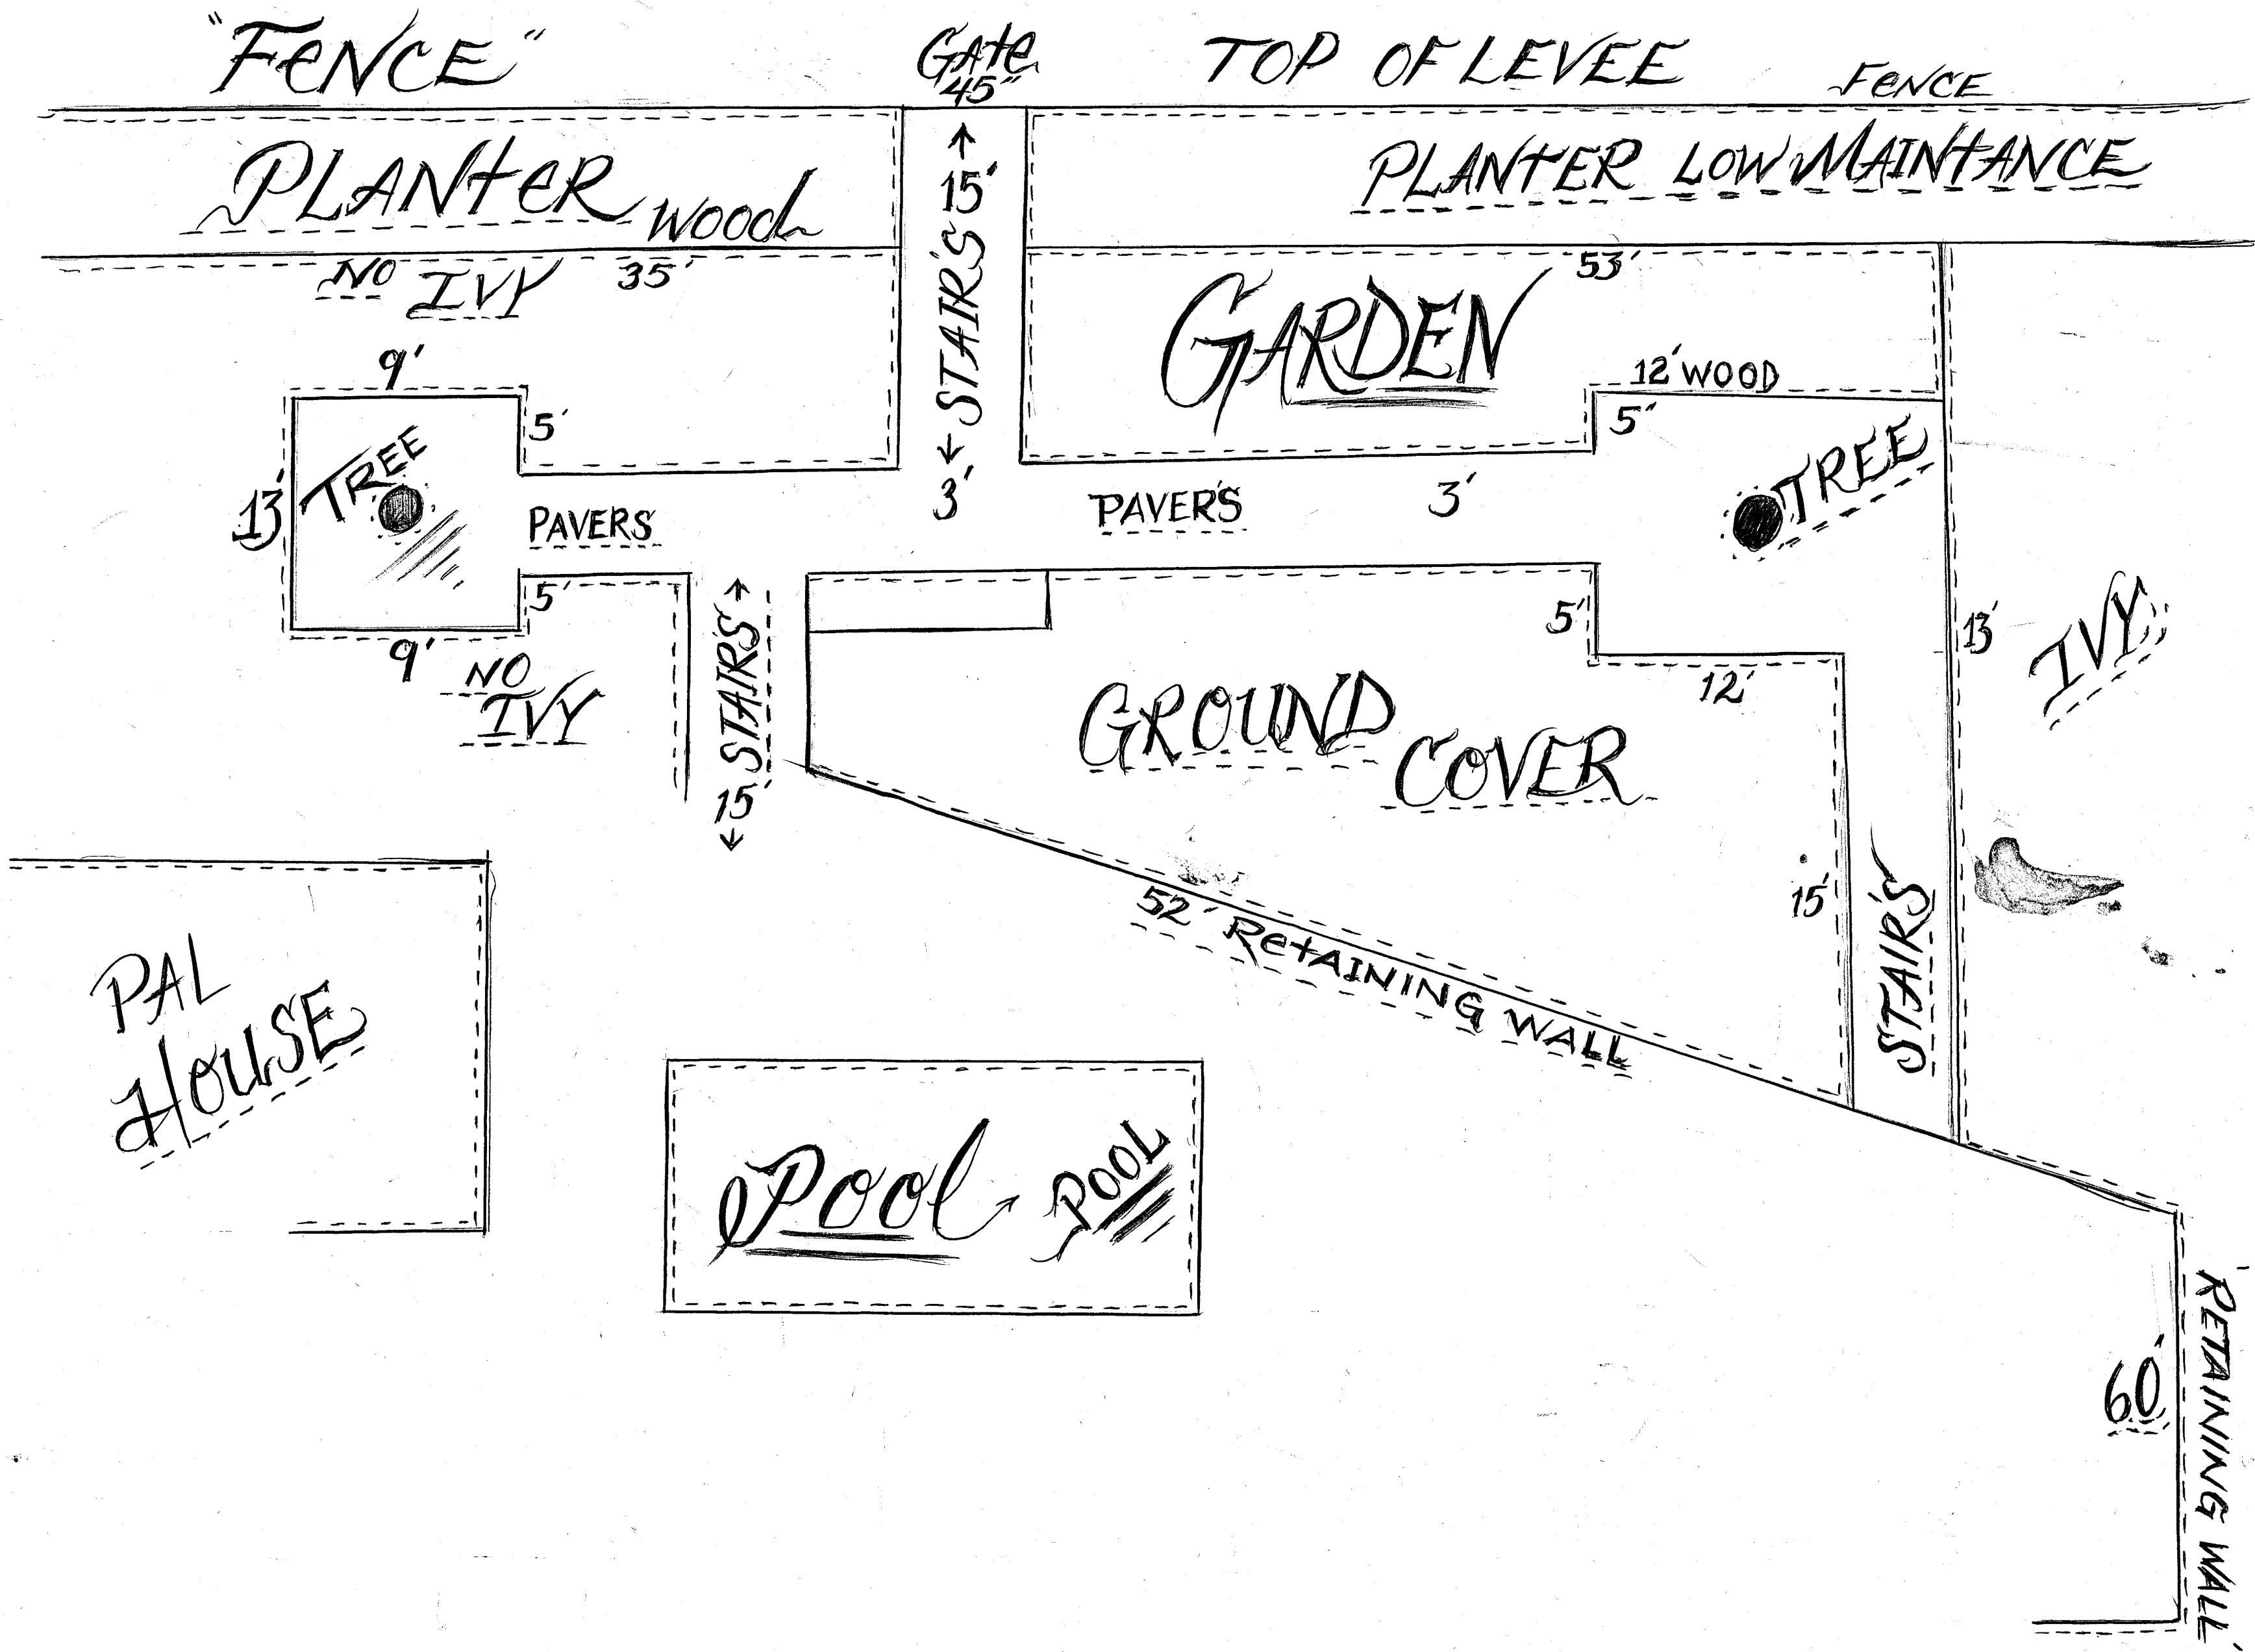 "FENCE"
GATE
45"
TOP OF LEVEE
FENCE
PLANTER WOOD
15'
STAIR'S
3'
PLANTER LOW MAINTANCE
NO IVY
35'
53'
GARDEN
12' WOOD
5'
9'
5'
TREE
13'
PAVERS
PAVER'S
3'
TREE
5'
9'
NO
IVY
STAIR'S
15'
5'
12'
13'
IVY
GROUND
COVER
15'
STAIR'S
52' RETAINING WALL
PAL
HOUSE
POOL
POOL
60'
'RETAINING WALL'